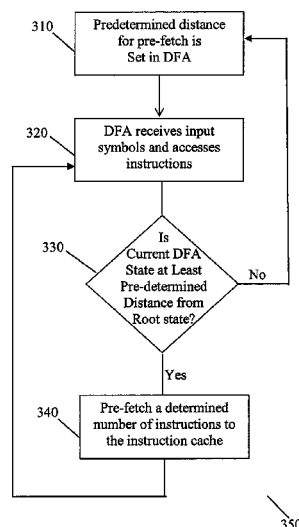 310
Predetermined distance
for pre-fetch is
Set in DFA
320
DFA receives input
symbols and accesses
instructions
330
Is
Current DFA
State at Least
Pre-determined
Distance from
Root state?
No
Yes
340
Pre-fetch a determined
number of instructions to
the instruction cache
350